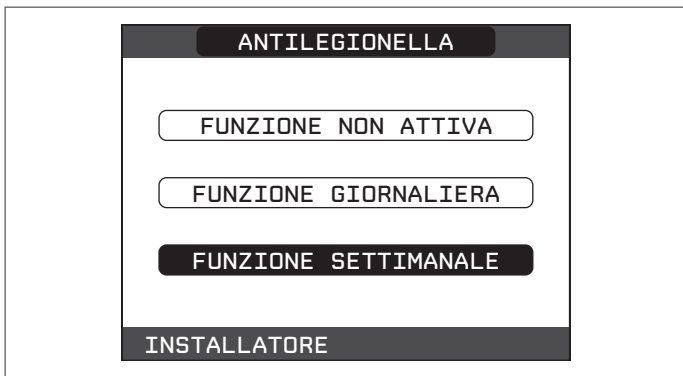 ANTILEGIONELLA
FUNZIONE NON ATTIVA
FUNZIONE GIORNALIERA
FUNZIONE SETTIMANALE
INSTALLATORE